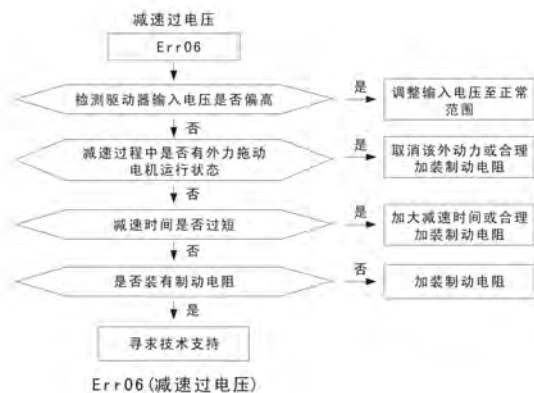 减速过电压
Err06
检测驱动器输入电压是否偏高
是
调整输入电压至正常
范围
否
减速过程中是否有外力拖动
电机运行状态
是
取消该外动力或合理
加装制动电阻
否
减速时间是否过短
是
加大减速时间或合理
加装制动电阻
否
是否装有制动电阻
否
加装制动电阻
是
寻求技术支持
Err06(减速过电压)